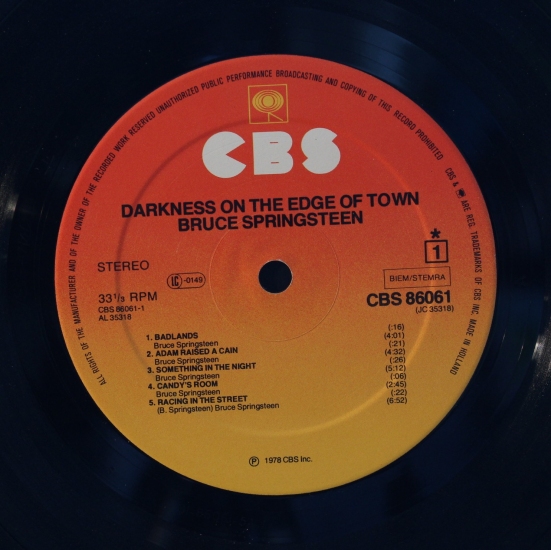 ALL RIGHTS OF THE MANUFACTURER AND OF THE OWNER OF THE RECORDED WORK RESERVED UNAUTHORIZED PUBLIC PERFORMANCE BROADCASTING AND COPYING OF THIS RECORD PROHIBITED
CBS & ARE REG. TRADEMARKS OF CBS INC. MADE IN HOLLAND
CBS
DARKNESS ON THE EDGE OF TOWN
BRUCE SPRINGSTEEN
*
1
STEREO
LC-0149
BIEM/STEMRA
33⅓ RPM
CBS 86061
CBS 86061-1
(JC 35318)
AL 35318
(:16)
1. BADLANDS (4:01)
Bruce Springsteen (:21)
2. ADAM RAISED A CAIN (4:32)
Bruce Springsteen (:26)
3. SOMETHING IN THE NIGHT (5:12)
Bruce Springsteen (:06)
4. CANDY'S ROOM (2:45)
Bruce Springsteen (:22)
5. RACING IN THE STREET (6:52)
(B. Springsteen) Bruce Springsteen
℗ 1978 CBS Inc.